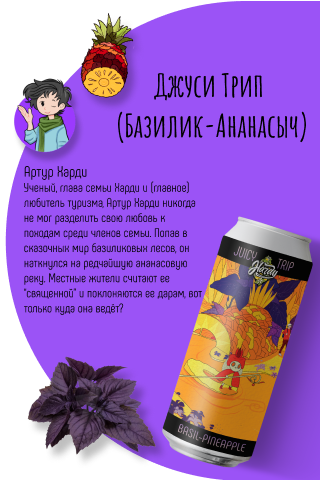 Джуси Трип
(Базилик-Ананасыч)
Артур Харди
Ученый, глава семьи Харди и (главное)
любитель туризма, Артур Харди никогда
не мог разделить свою любовь к
походам среди членов семьи. Попав в
сказочных мир базиликовых лесов, он
наткнулся на редчайшую ананасовую
реку. Местные жители считают ее
"священной" и поклоняются ее дарам, вот
только куда она ведёт?
JUICY TRIP
Hardy
BASIL-PINEAPPLE